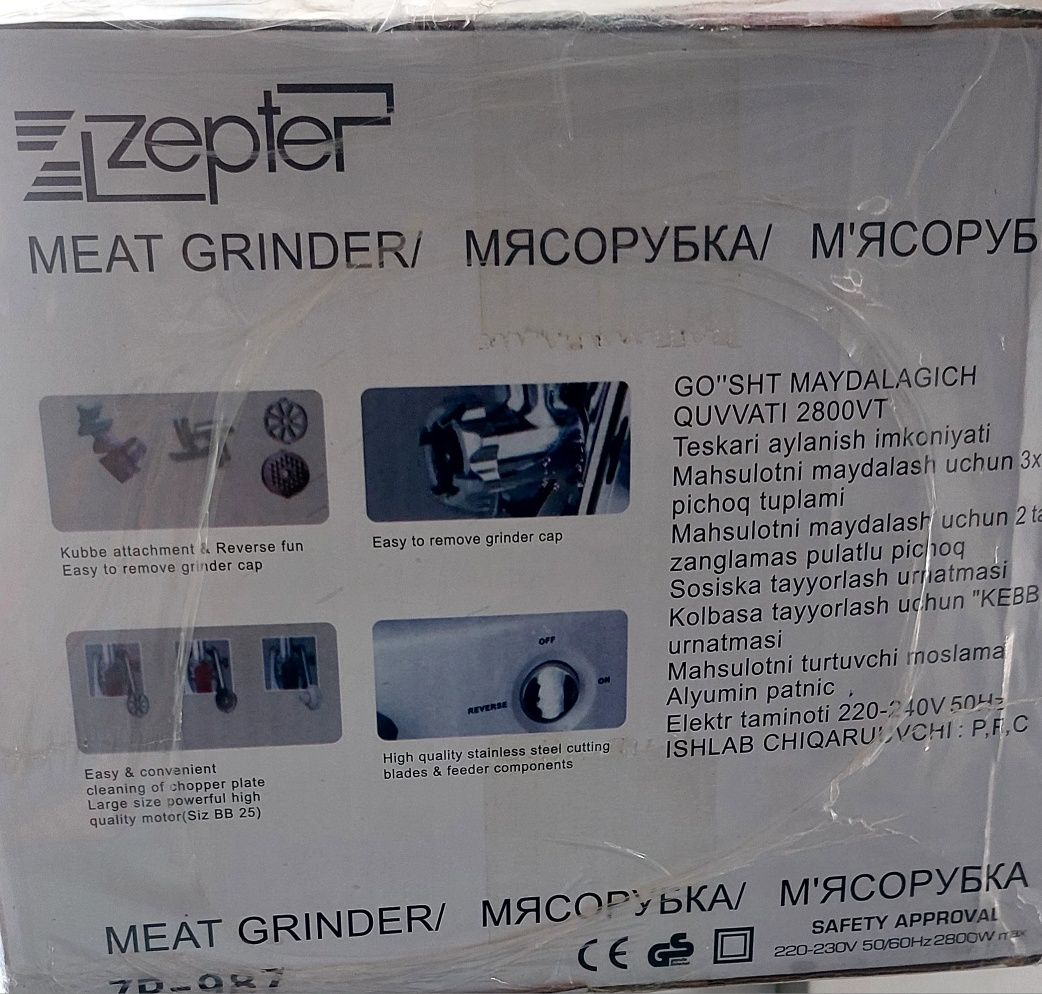 zepter
MEAT GRINDER/ МЯСОРУБКА/ М'ЯСОРУБ
Kubbe attachment & Reverse fun
Easy to remove grinder cap
Easy to remove grinder cap
OFF
ON
REVERSE
Easy & convenient
cleaning of chopper plate
Large size powerful high
quality motor(Siz BB 25)
High quality stainless steel cutting
blades & feeder components
GO"SHT MAYDALAGICH
QUVVATI 2800VT
Teskari aylanish imkoniyati
Mahsulotni maydalash uchun 3x
pichoq tuplami
Mahsulotni maydalash uchun 2 ta
zanglamas pulatlu pichoq
Sosiska tayyorlash urnatmasi
Kolbasa tayyorlash uchun "KEBB
urnatmasi
Mahsulotni turtuvchi moslama
Alyumin patnic
Elektr taminoti 220-240V 50Hz
ISHLAB CHIQARUUVCHI : P,R,C
MEAT GRINDER/ МЯСОРУБКА/ М'ЯСОРУБКА
SAFETY APPROVAL
CE GS 220-230V 50/60Hz 2800W max
ZP-987